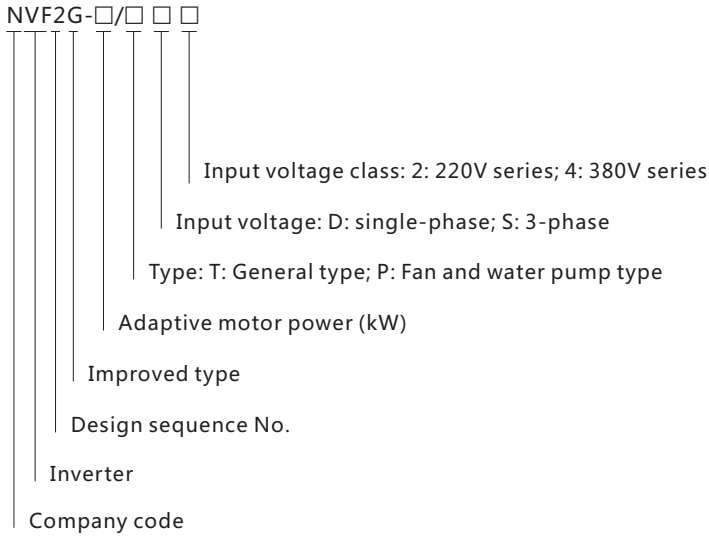 NVF2G-□/□ □ □
Input voltage class: 2: 220V series; 4: 380V series
Input voltage: D: single-phase; S: 3-phase
Type: T: General type; P: Fan and water pump type
Adaptive motor power (kW)
Improved type
Design sequence No.
Inverter
Company code